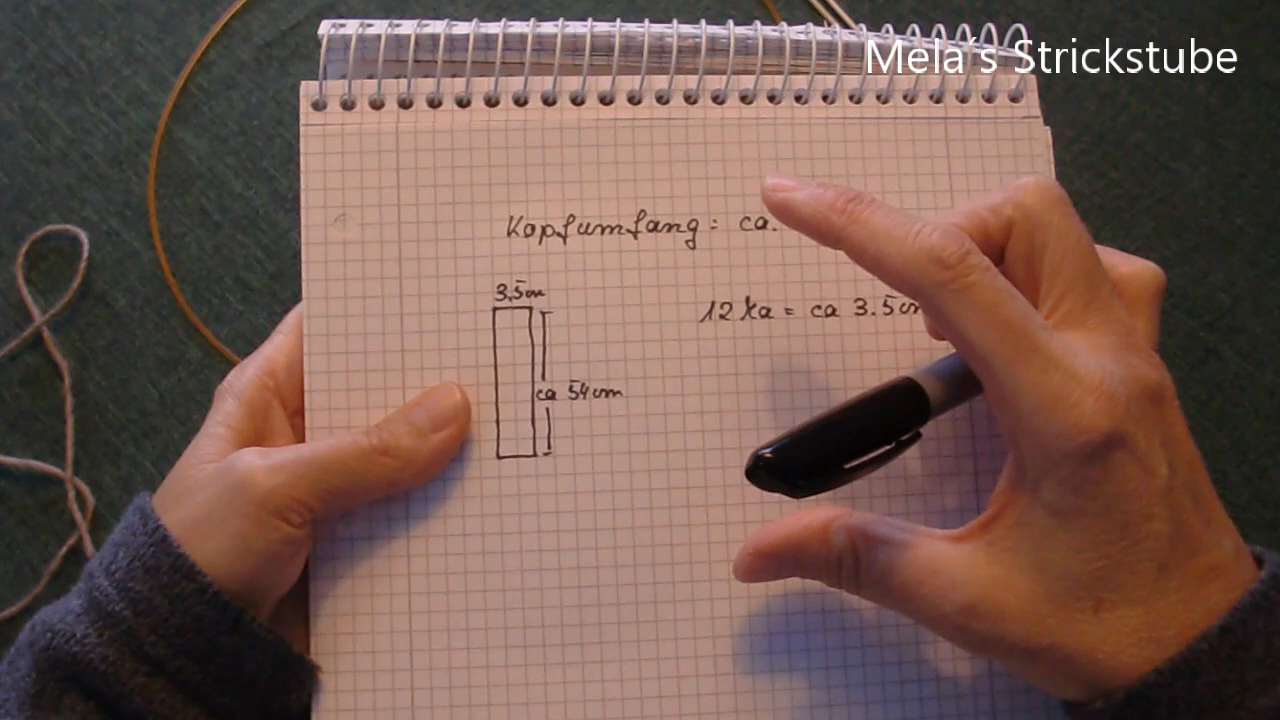 Mela´s Strickstube
Kopfumfang: ca.
3,5cm
12 Ma = ca 3.5cm
ca 54cm